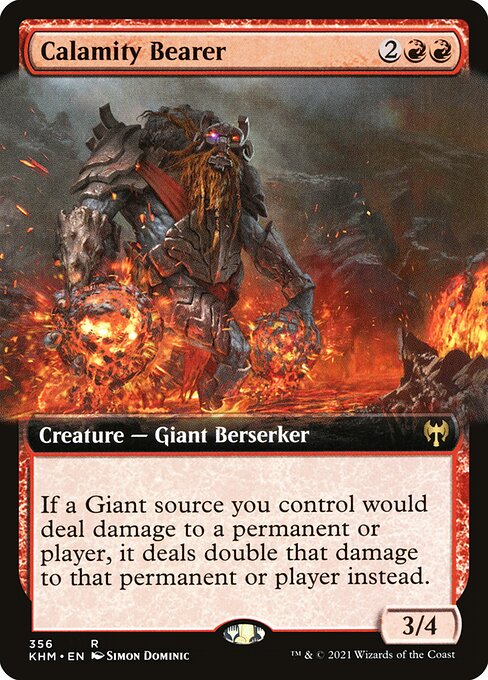 Calamity Bearer 2
Creature — Giant Berserker
If a Giant source you control would
deal damage to a permanent or
player, it deals double that damage
to that permanent or player instead.
3/4
356 R
KHM • EN Simon Dominic ™ & © 2021 Wizards of the Coast